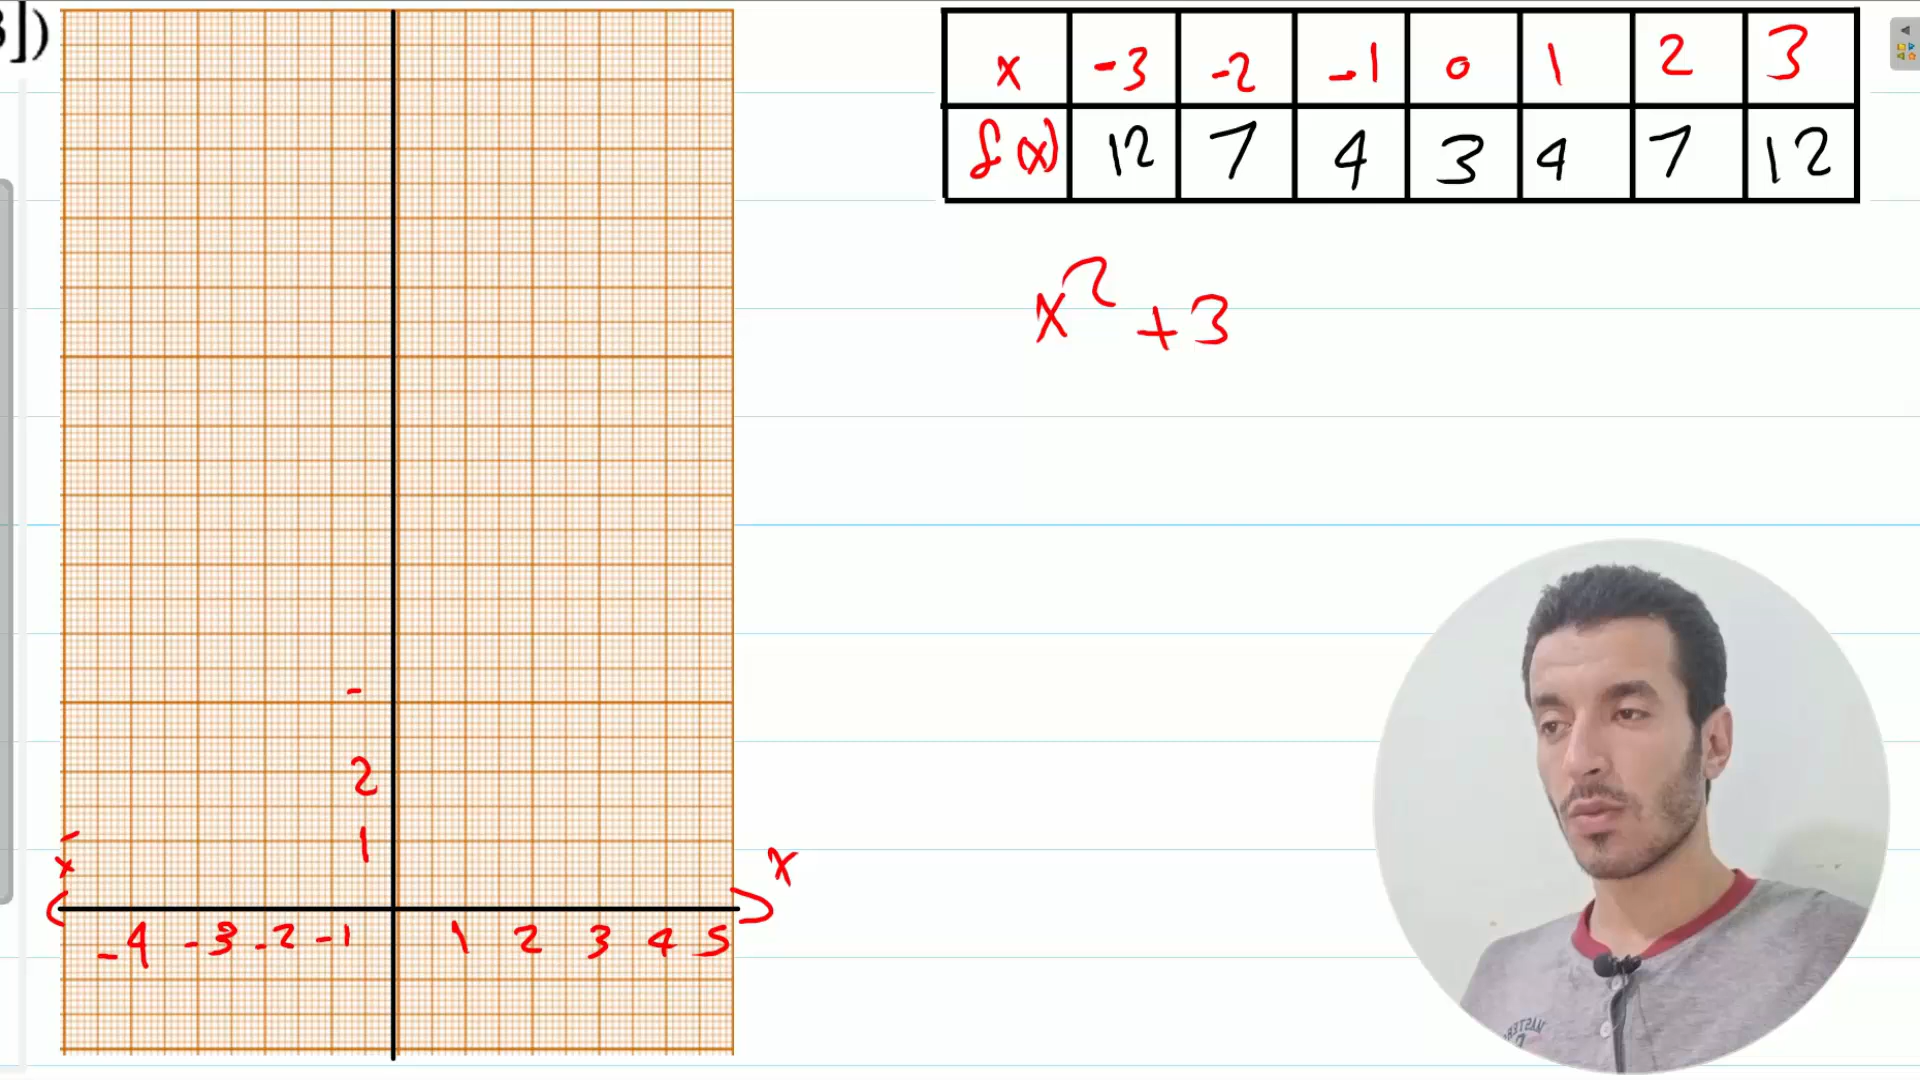 3])
x -3 -2 -1 0 1 2 3
f(x) 12 7 4 3 4 7 12
x² +3
-
2
1
x-
x
-4 -3 -2 -1 1 2 3 4 5